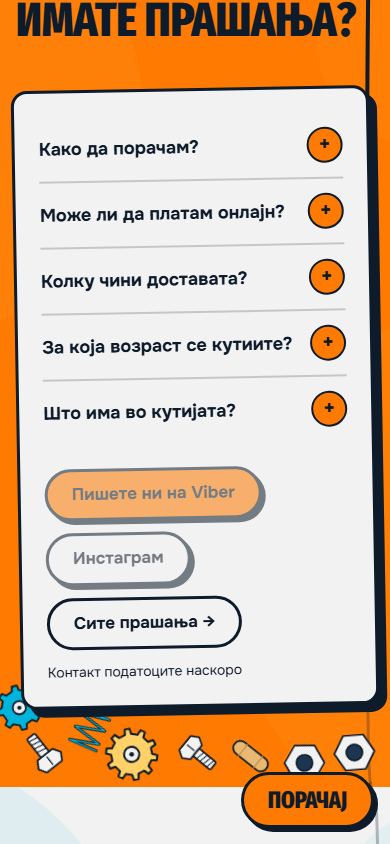 ИМАТЕ ПРАШАЊА?
Како да порачам?
+
Може ли да платам онлајн?
+
Колку чини доставата?
+
За која возраст се кутиите?
+
Што има во кутијата?
+
Пишете ни на Viber
Инстаграм
Сите прашања →
Контакт податоците наскоро
ПОРАЧАЈ